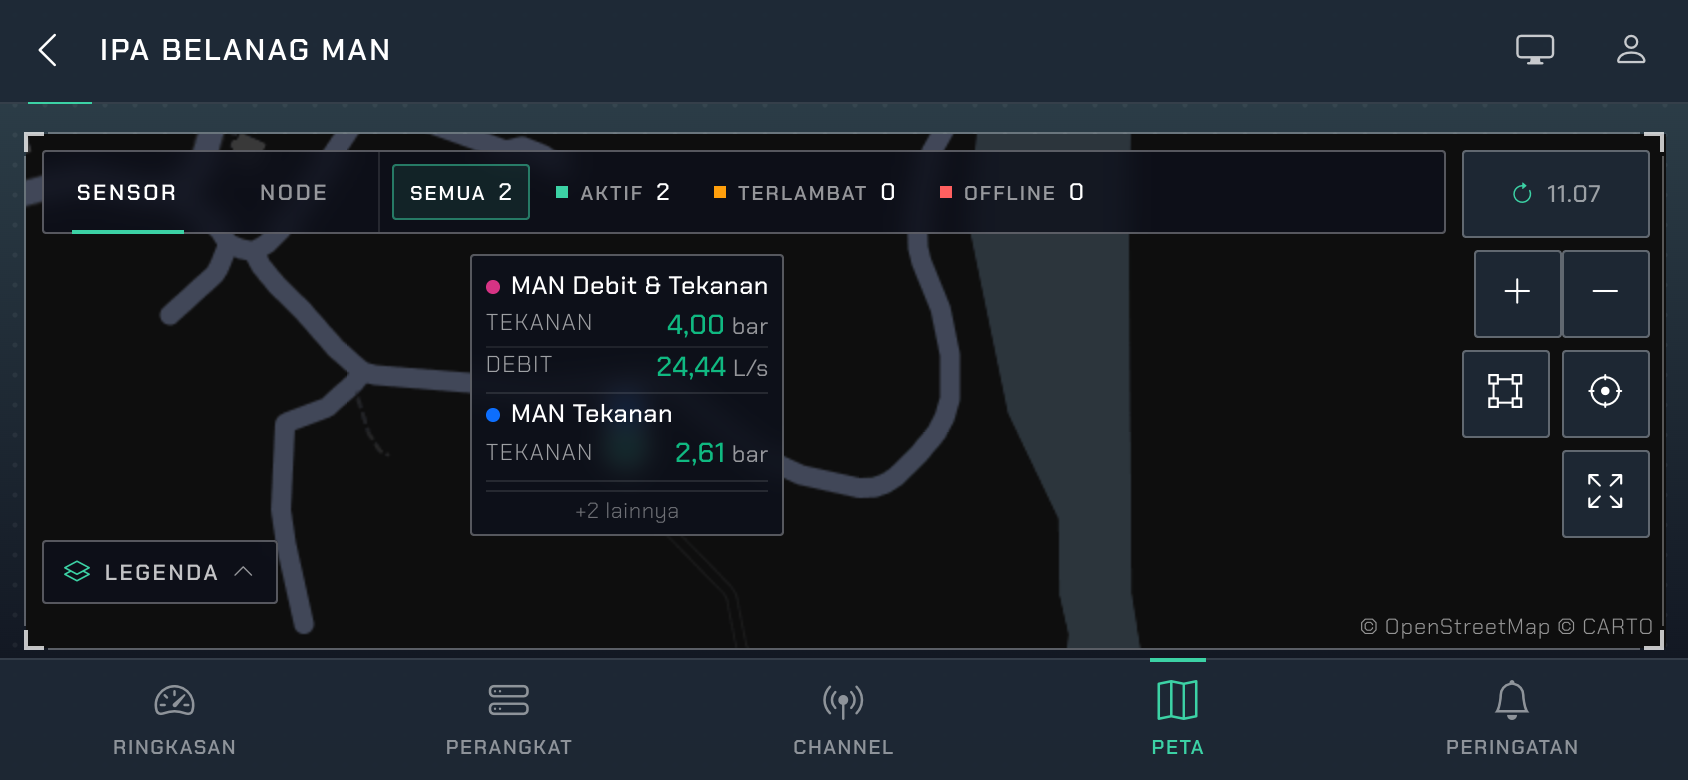 IPA BELANAG MAN
SENSOR NODE SEMUA 2 AKTIF 2 TERLAMBAT 0 OFFLINE 0 11.07
MAN Debit & Tekanan
TEKANAN 4,00 bar
DEBIT 24,44 L/s
MAN Tekanan
TEKANAN 2,61 bar
+2 lainnya
LEGENDA
© OpenStreetMap © CARTO
RINGKASAN PERANGKAT CHANNEL PETA PERINGATAN